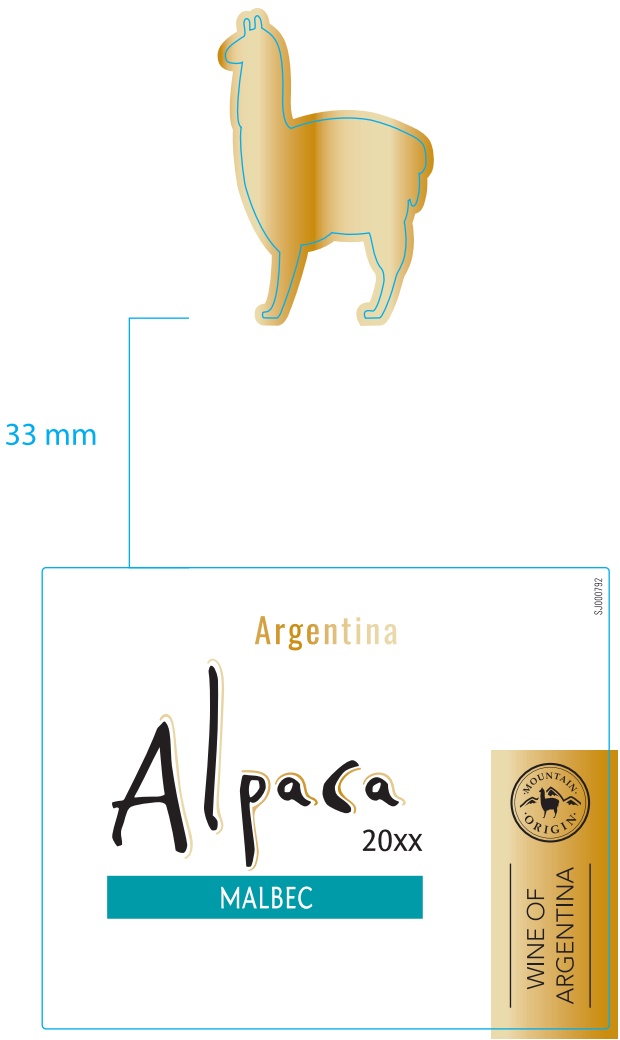 33 mm
SJ000792
Argentina
Alpaca
20xx
MALBEC
·MOUNTAIN·
ORIGIN
WINE OF
ARGENTINA